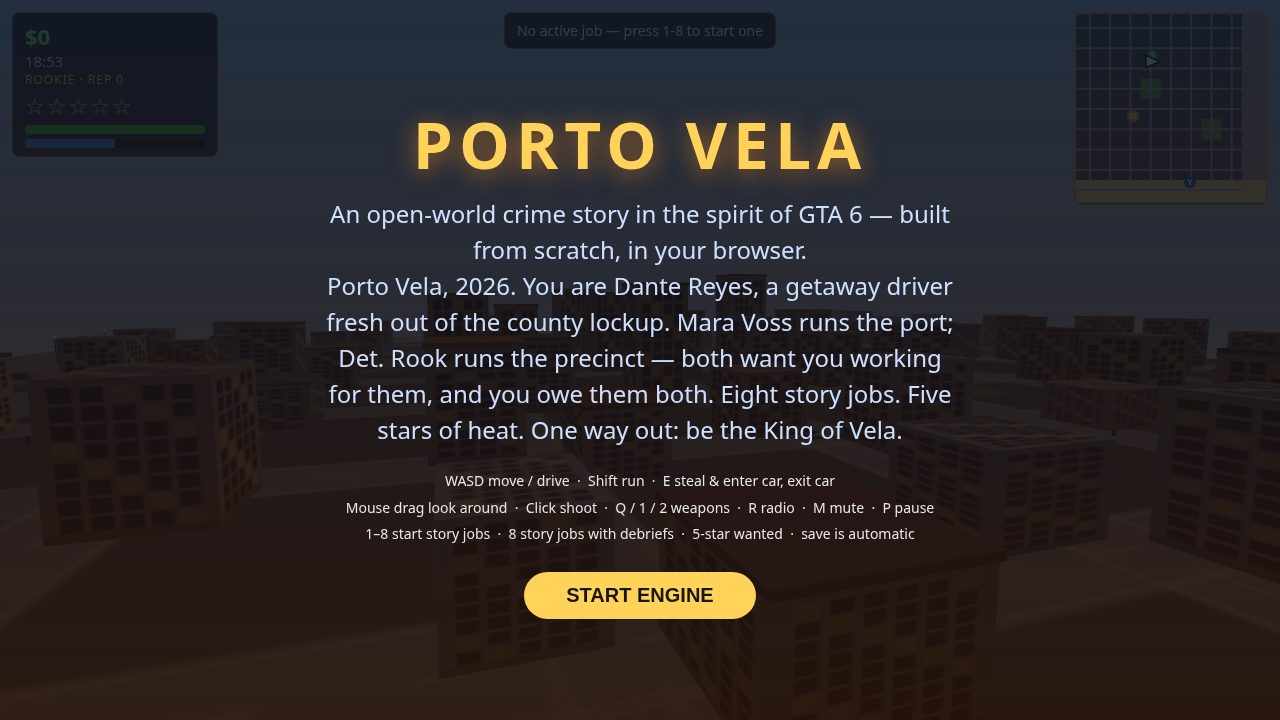 $0
18:53
ROOKIE · REP 0
☆☆☆☆☆
No active job — press 1-8 to start one
PORTO VELA
An open-world crime story in the spirit of GTA 6 — built
from scratch, in your browser.
Porto Vela, 2026. You are Dante Reyes, a getaway driver
fresh out of the county lockup. Mara Voss runs the port;
Det. Rook runs the precinct — both want you working
for them, and you owe them both. Eight story jobs. Five
stars of heat. One way out: be the King of Vela.
WASD move / drive · Shift run · E steal & enter car, exit car
Mouse drag look around · Click shoot · Q / 1 / 2 weapons · R radio · M mute · P pause
1–8 start story jobs · 8 story jobs with debriefs · 5-star wanted · save is automatic
START ENGINE